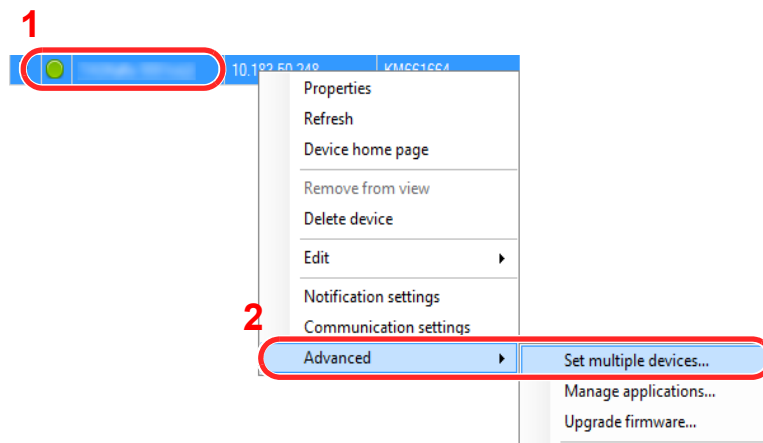 1
Properties
Refresh
Device home page
Remove from view
Delete device
Edit
Notification settings
2
Communication settings
Advanced
Set multiple devices...
Manage applications...
Upgrade firmware...